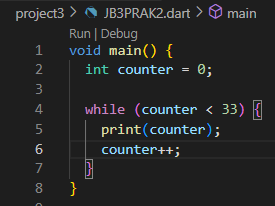 project3 > JB3PRAK2.dart > main
Run | Debug
1 void main() {
2   int counter = 0;
3
4   while (counter < 33) {
5     print(counter);
6     counter++;
7   }
8 }